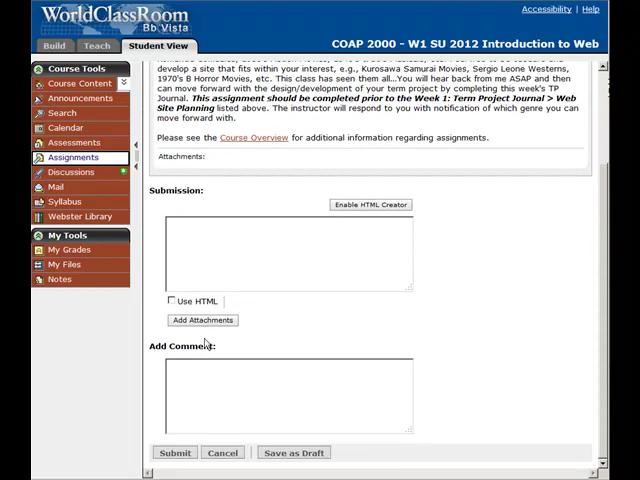 WorldClassRoom
Bb Vista
Accessibility | Help
Build
Teach
Student View
COAP 2000 - W1 SU 2012 Introduction to Web
Course Tools
Course Content
Announcements
Search
Calendar
Assessments
Assignments
Discussions
Mail
Syllabus
Webster Library
My Tools
My Grades
My Files
Notes
develop a site that fits within your interest, e.g., Kurosawa Samurai Movies, Sergio Leone Westerns,
1970's B Horror Movies, etc. This class has seen them all...You will hear back from me ASAP and then
can move forward with the design/development of your term project by completing this week's TP
Journal. This assignment should be completed prior to the Week 1: Term Project Journal > Web
Site Planning listed above. The instructor will respond to you with notification of which genre you can
move forward with.
Please see the Course Overview for additional information regarding assignments.
Attachments:
Submission:
Enable HTML Creator
Use HTML
Add Attachments
Add Comment:
Submit
Cancel
Save as Draft